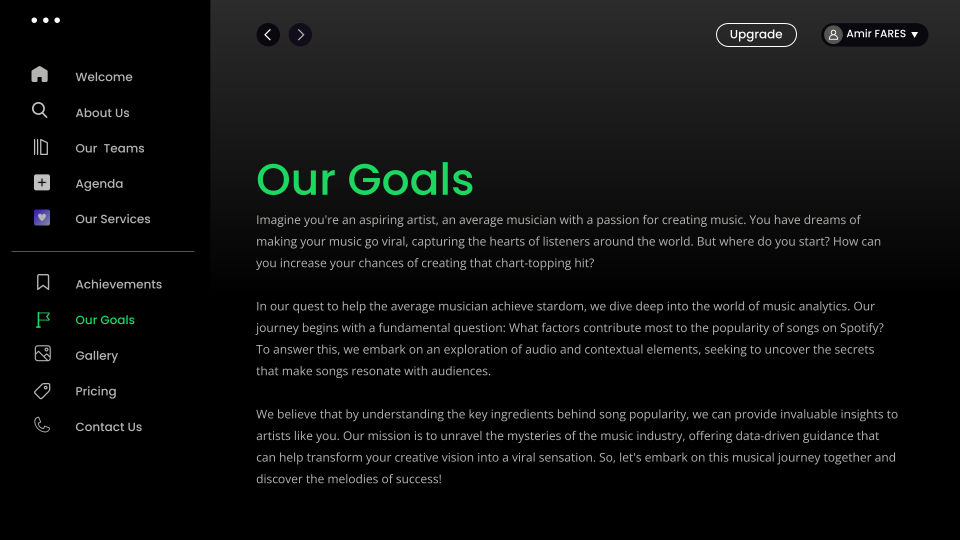 Upgrade
Amir FARES
Welcome
About Us
Our Teams
Agenda
Our Services
Achievements
Our Goals
Gallery
Pricing
Contact Us
Our Goals
Imagine you're an aspiring artist, an average musician with a passion for creating music. You have dreams of
making your music go viral, capturing the hearts of listeners around the world. But where do you start? How can
you increase your chances of creating that chart-topping hit?
In our quest to help the average musician achieve stardom, we dive deep into the world of music analytics. Our
journey begins with a fundamental question: What factors contribute most to the popularity of songs on Spotify?
To answer this, we embark on an exploration of audio and contextual elements, seeking to uncover the secrets
that make songs resonate with audiences.
We believe that by understanding the key ingredients behind song popularity, we can provide invaluable insights to
artists like you. Our mission is to unravel the mysteries of the music industry, offering data-driven guidance that
can help transform your creative vision into a viral sensation. So, let's embark on this musical journey together and
discover the melodies of success!